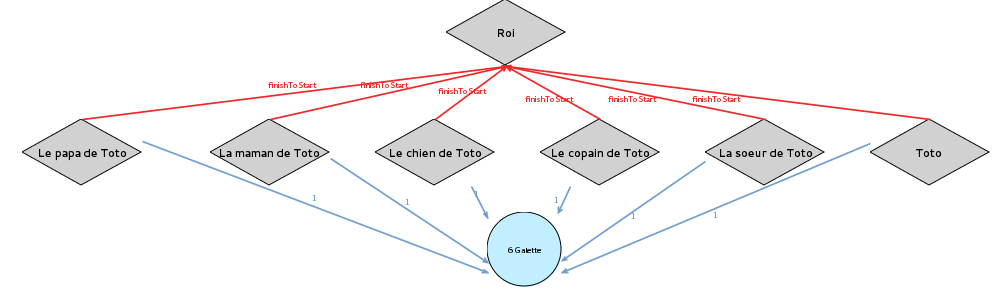 Roi
finishToStart
finishToStart
finishToStart
finishToStart
finishToStart
finishToStart
Le papa de Toto
La maman de Toto
Le chien de Toto
Le copain de Toto
La soeur de Toto
Toto
1
1
1
1
1
1
6 Galette